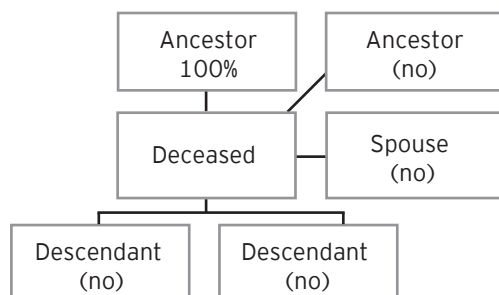 Ancestor
100%
Ancestor
(no)
Deceased
Spouse
(no)
Descendant
(no)
Descendant
(no)